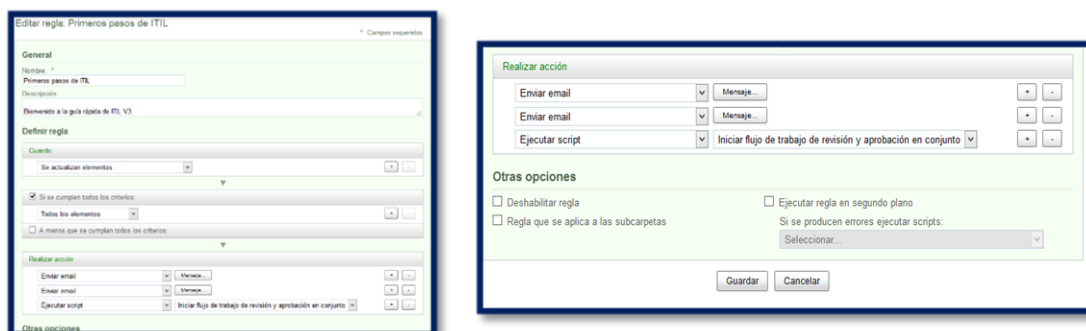 Editar regla: Primeros pasos de ITIL
* Campos requeridos
General
Nombre: *
Primeros pasos de ITIL
Descripción:
Bienvenido a la guía rápida de ITIL V3
Definir regla
Cuando:
Se actualizan elementos
+ -
Si se cumplen todos los criterios:
Todos los elementos
+ -
A menos que se cumplan todos los criterios:
Realizar acción
Enviar email Mensaje... + -
Enviar email Mensaje... + -
Ejecutar script Iniciar flujo de trabajo de revisión y aprobación en conjunto + -
Otras opciones
Realizar acción
Enviar email Mensaje... + -
Enviar email Mensaje... + -
Ejecutar script Iniciar flujo de trabajo de revisión y aprobación en conjunto + -
Otras opciones
Deshabilitar regla
Regla que se aplica a las subcarpetas
Ejecutar regla en segundo plano
Si se producen errores ejecutar scripts:
Seleccionar...
Guardar Cancelar